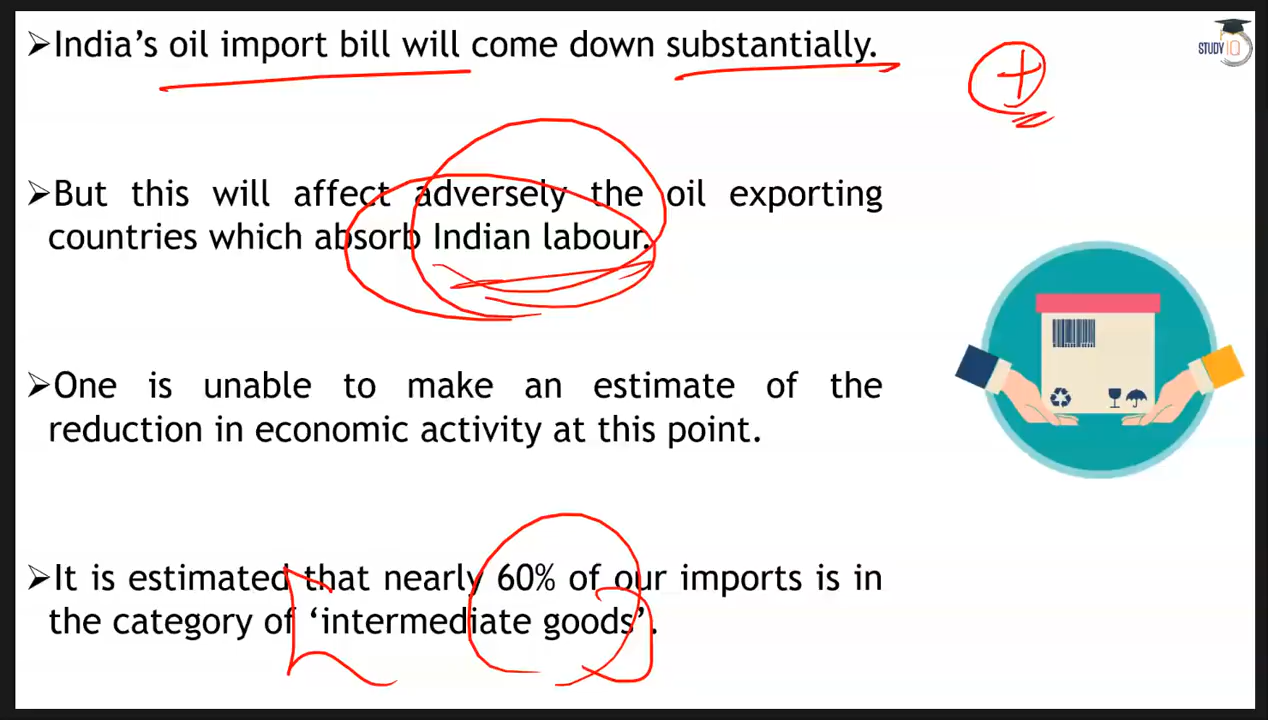 ➢India’s oil import bill will come down substantially.
➢But this will affect adversely the oil exporting
countries which absorb Indian labour.
➢One is unable to make an estimate of the
reduction in economic activity at this point.
➢It is estimated that nearly 60% of our imports is in
the category of ‘intermediate goods’.
+
STUDY IQ